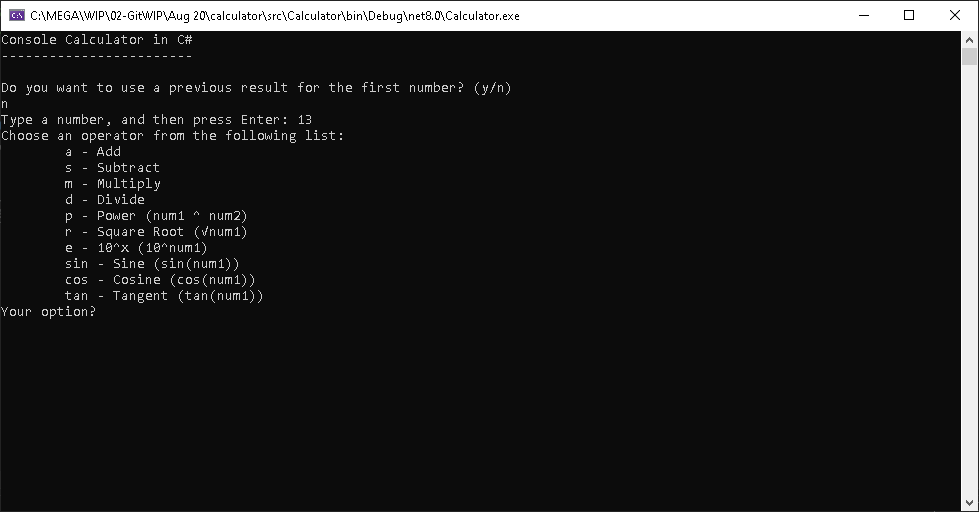 C:\MEGA\WIP\02-GitWIP\Aug 20\calculator\src\Calculator\bin\Debug\net8.0\Calculator.exe
Console Calculator in C#
------------------------
Do you want to use a previous result for the first number? (y/n)
n
Type a number, and then press Enter: 13
Choose an operator from the following list:
a - Add
s - Subtract
m - Multiply
d - Divide
p - Power (num1 ^ num2)
r - Square Root (√num1)
e - 10^x (10^num1)
sin - Sine (sin(num1))
cos - Cosine (cos(num1))
tan - Tangent (tan(num1))
Your option?